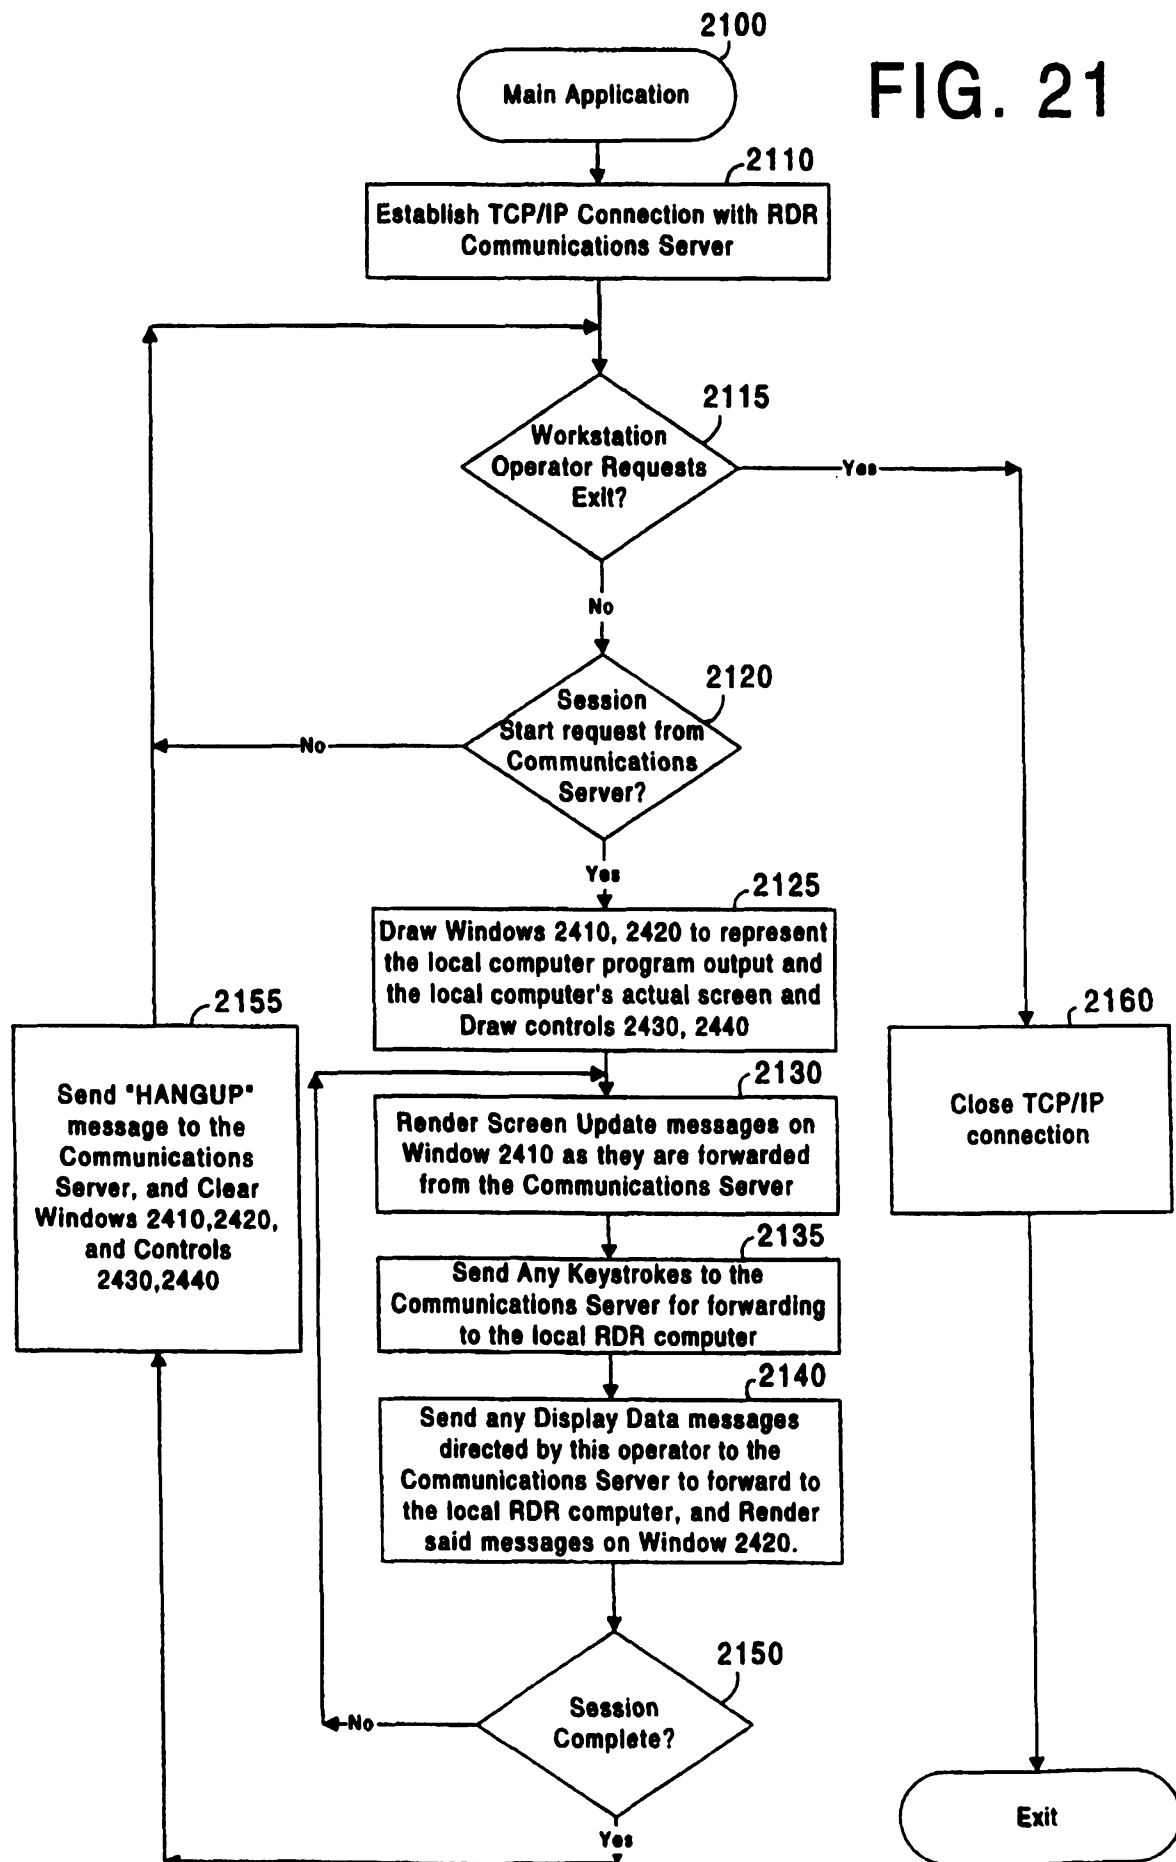 2100
FIG. 21
Main Application
2110
Establish TCP/IP Connection with RDR
Communications Server
2115
Workstation
Operator Requests
Exit?
Yes
No
2120
Session
Start request from
Communications
Server?
No
Yes
2125
Draw Windows 2410, 2420 to represent
the local computer program output and
the local computer's actual screen and
Draw controls 2430, 2440
2155
Send "HANGUP"
message to the
Communications
Server, and Clear
Windows 2410,2420,
and Controls
2430,2440
2160
Close TCP/IP
connection
2130
Render Screen Update messages on
Window 2410 as they are forwarded
from the Communications Server
2135
Send Any Keystrokes to the
Communications Server for forwarding
to the local RDR computer
2140
Send any Display Data messages
directed by this operator to the
Communications Server to forward to
the local RDR computer, and Render
said messages on Window 2420.
2150
Session
Complete?
No
Yes
Exit